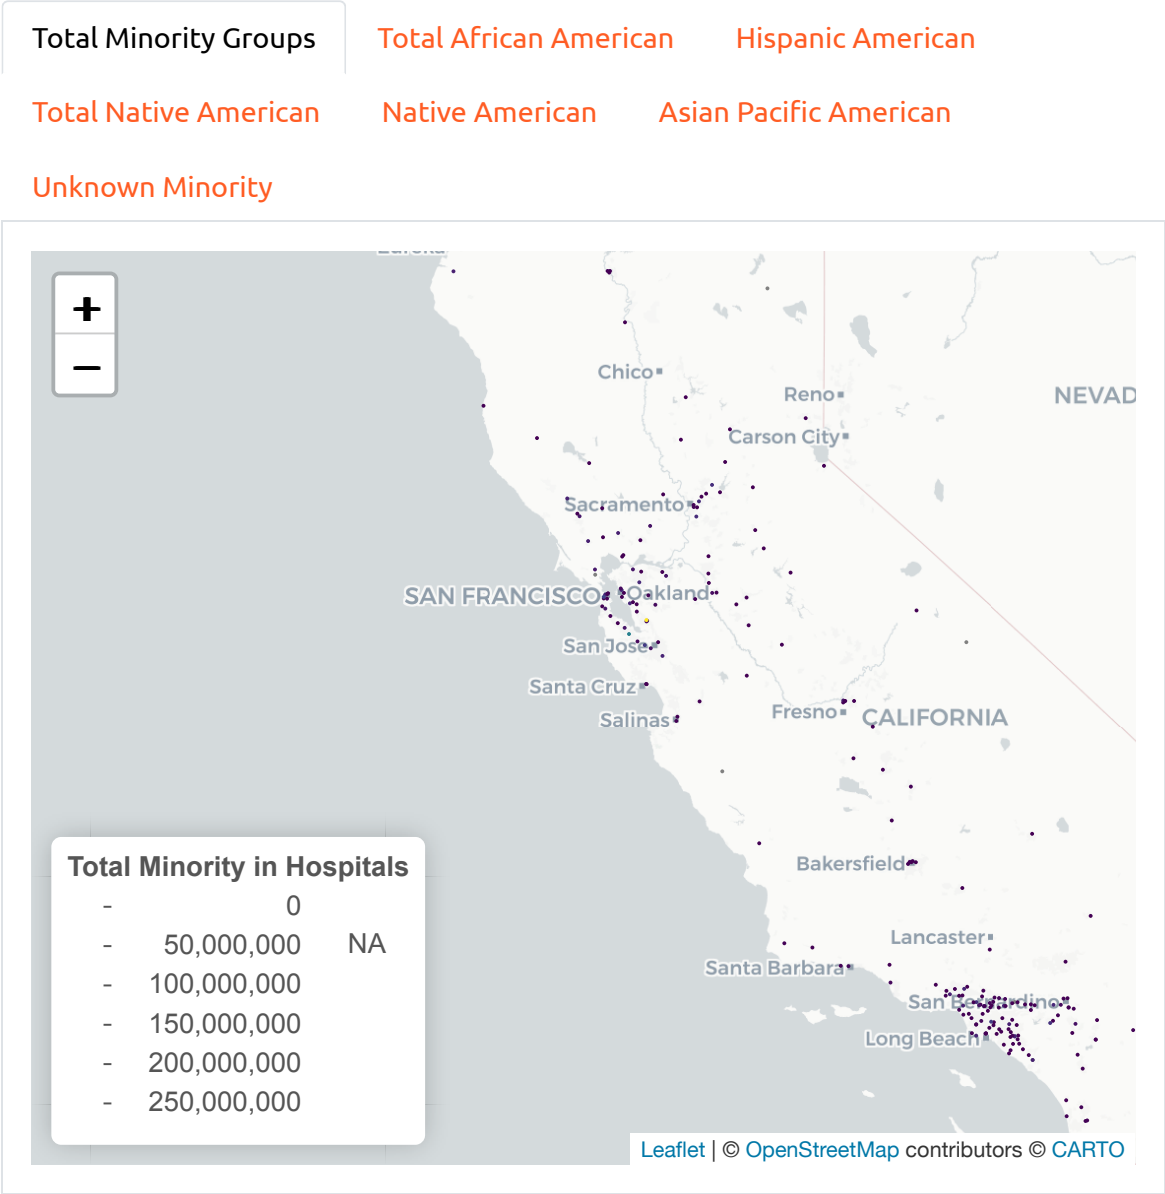 Total Minority Groups Total African American Hispanic American
Total Native American Native American Asian Pacific American
Unknown Minority
Eureka
+
−
Chico
Reno
NEVAD
Carson City
Sacramento
SAN FRANCISCO Oakland
San Jose
Santa Cruz
Salinas
Fresno CALIFORNIA
Bakersfield
Lancaster
Santa Barbara
San Bernardino
Long Beach
Total Minority in Hospitals
- 0
- 50,000,000 NA
- 100,000,000
- 150,000,000
- 200,000,000
- 250,000,000
Leaflet | © OpenStreetMap contributors © CARTO